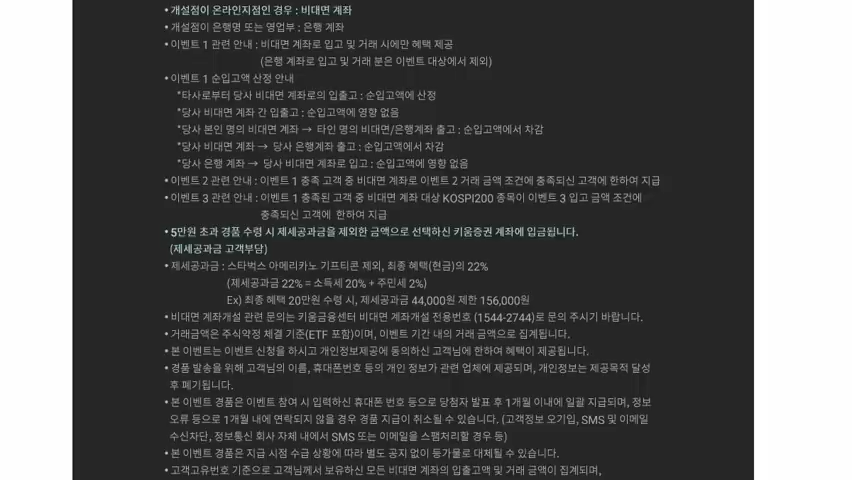 • 개설점이 온라인지점인 경우 : 비대면 계좌
• 개설점이 은행명 또는 영업부 : 은행 계좌
• 이벤트 1 관련 안내 : 비대면 계좌로 입고 및 거래 시에만 혜택 제공
(은행 계좌로 입고 및 거래 분은 이벤트 대상에서 제외)
• 이벤트 1 순입고액 산정 안내
*타사로부터 당사 비대면 계좌로의 입출고 : 순입고액에 산정
*당사 비대면 계좌 간 입출고 : 순입고액에 영향 없음
*당사 본인 명의 비대면 계좌 → 타인 명의 비대면/은행계좌 출고 : 순입고액에서 차감
*당사 비대면 계좌 → 당사 은행계좌 출고 : 순입고액에서 차감
*당사 은행 계좌 → 당사 비대면 계좌로 입고 : 순입고액에 영향 없음
• 이벤트 2 관련 안내 : 이벤트 1 충족 고객 중 비대면 계좌로 이벤트 2 거래 금액 조건에 충족되신 고객에 한하여 지급
• 이벤트 3 관련 안내 : 이벤트 1 충족된 고객 중 비대면 계좌 대상 KOSPI200 종목이 이벤트 3 입고 금액 조건에
충족되신 고객에 한하여 지급
• 5만원 초과 경품 수령 시 제세공과금을 제외한 금액으로 선택하신 키움증권 계좌에 입금됩니다.
(제세공과금 고객부담)
• 제세공과금 : 스타벅스 아메리카노 기프티콘 제외, 최종 혜택(현금)의 22%
(제세공과금 22% = 소득세 20% + 주민세 2%)
Ex) 최종 혜택 20만원 수령 시, 제세공과금 44,000원 제한 156,000원
• 비대면 계좌개설 관련 문의는 키움금융센터 비대면 계좌개설 전용번호 (1544-2744)로 문의 주시기 바랍니다.
• 거래금액은 주식약정 체결 기준(ETF 포함)이며, 이벤트 기간 내의 거래 금액으로 집계됩니다.
• 본 이벤트는 이벤트 신청을 하시고 개인정보제공에 동의하신 고객님에 한하여 혜택이 제공됩니다.
• 경품 발송을 위해 고객님의 이름, 휴대폰번호 등의 개인 정보가 관련 업체에 제공되며, 개인정보는 제공목적 달성
후 폐기됩니다.
• 본 이벤트 경품은 이벤트 참여 시 입력하신 휴대폰 번호 등으로 당첨자 발표 후 1개월 이내에 일괄 지급되며, 정보
오류 등으로 1개월 내에 연락되지 않을 경우 경품 지급이 취소될 수 있습니다. (고객정보 오기입, SMS 및 이메일
수신차단, 정보통신 회사 자체 내에서 SMS 또는 이메일을 스팸처리할 경우 등)
• 본 이벤트 경품은 지급 시점 수급 상황에 따라 별도 공지 없이 등가물로 대체될 수 있습니다.
• 고객고유번호 기준으로 고객님께서 보유하신 모든 비대면 계좌의 입출고액 및 거래 금액이 집계되며,